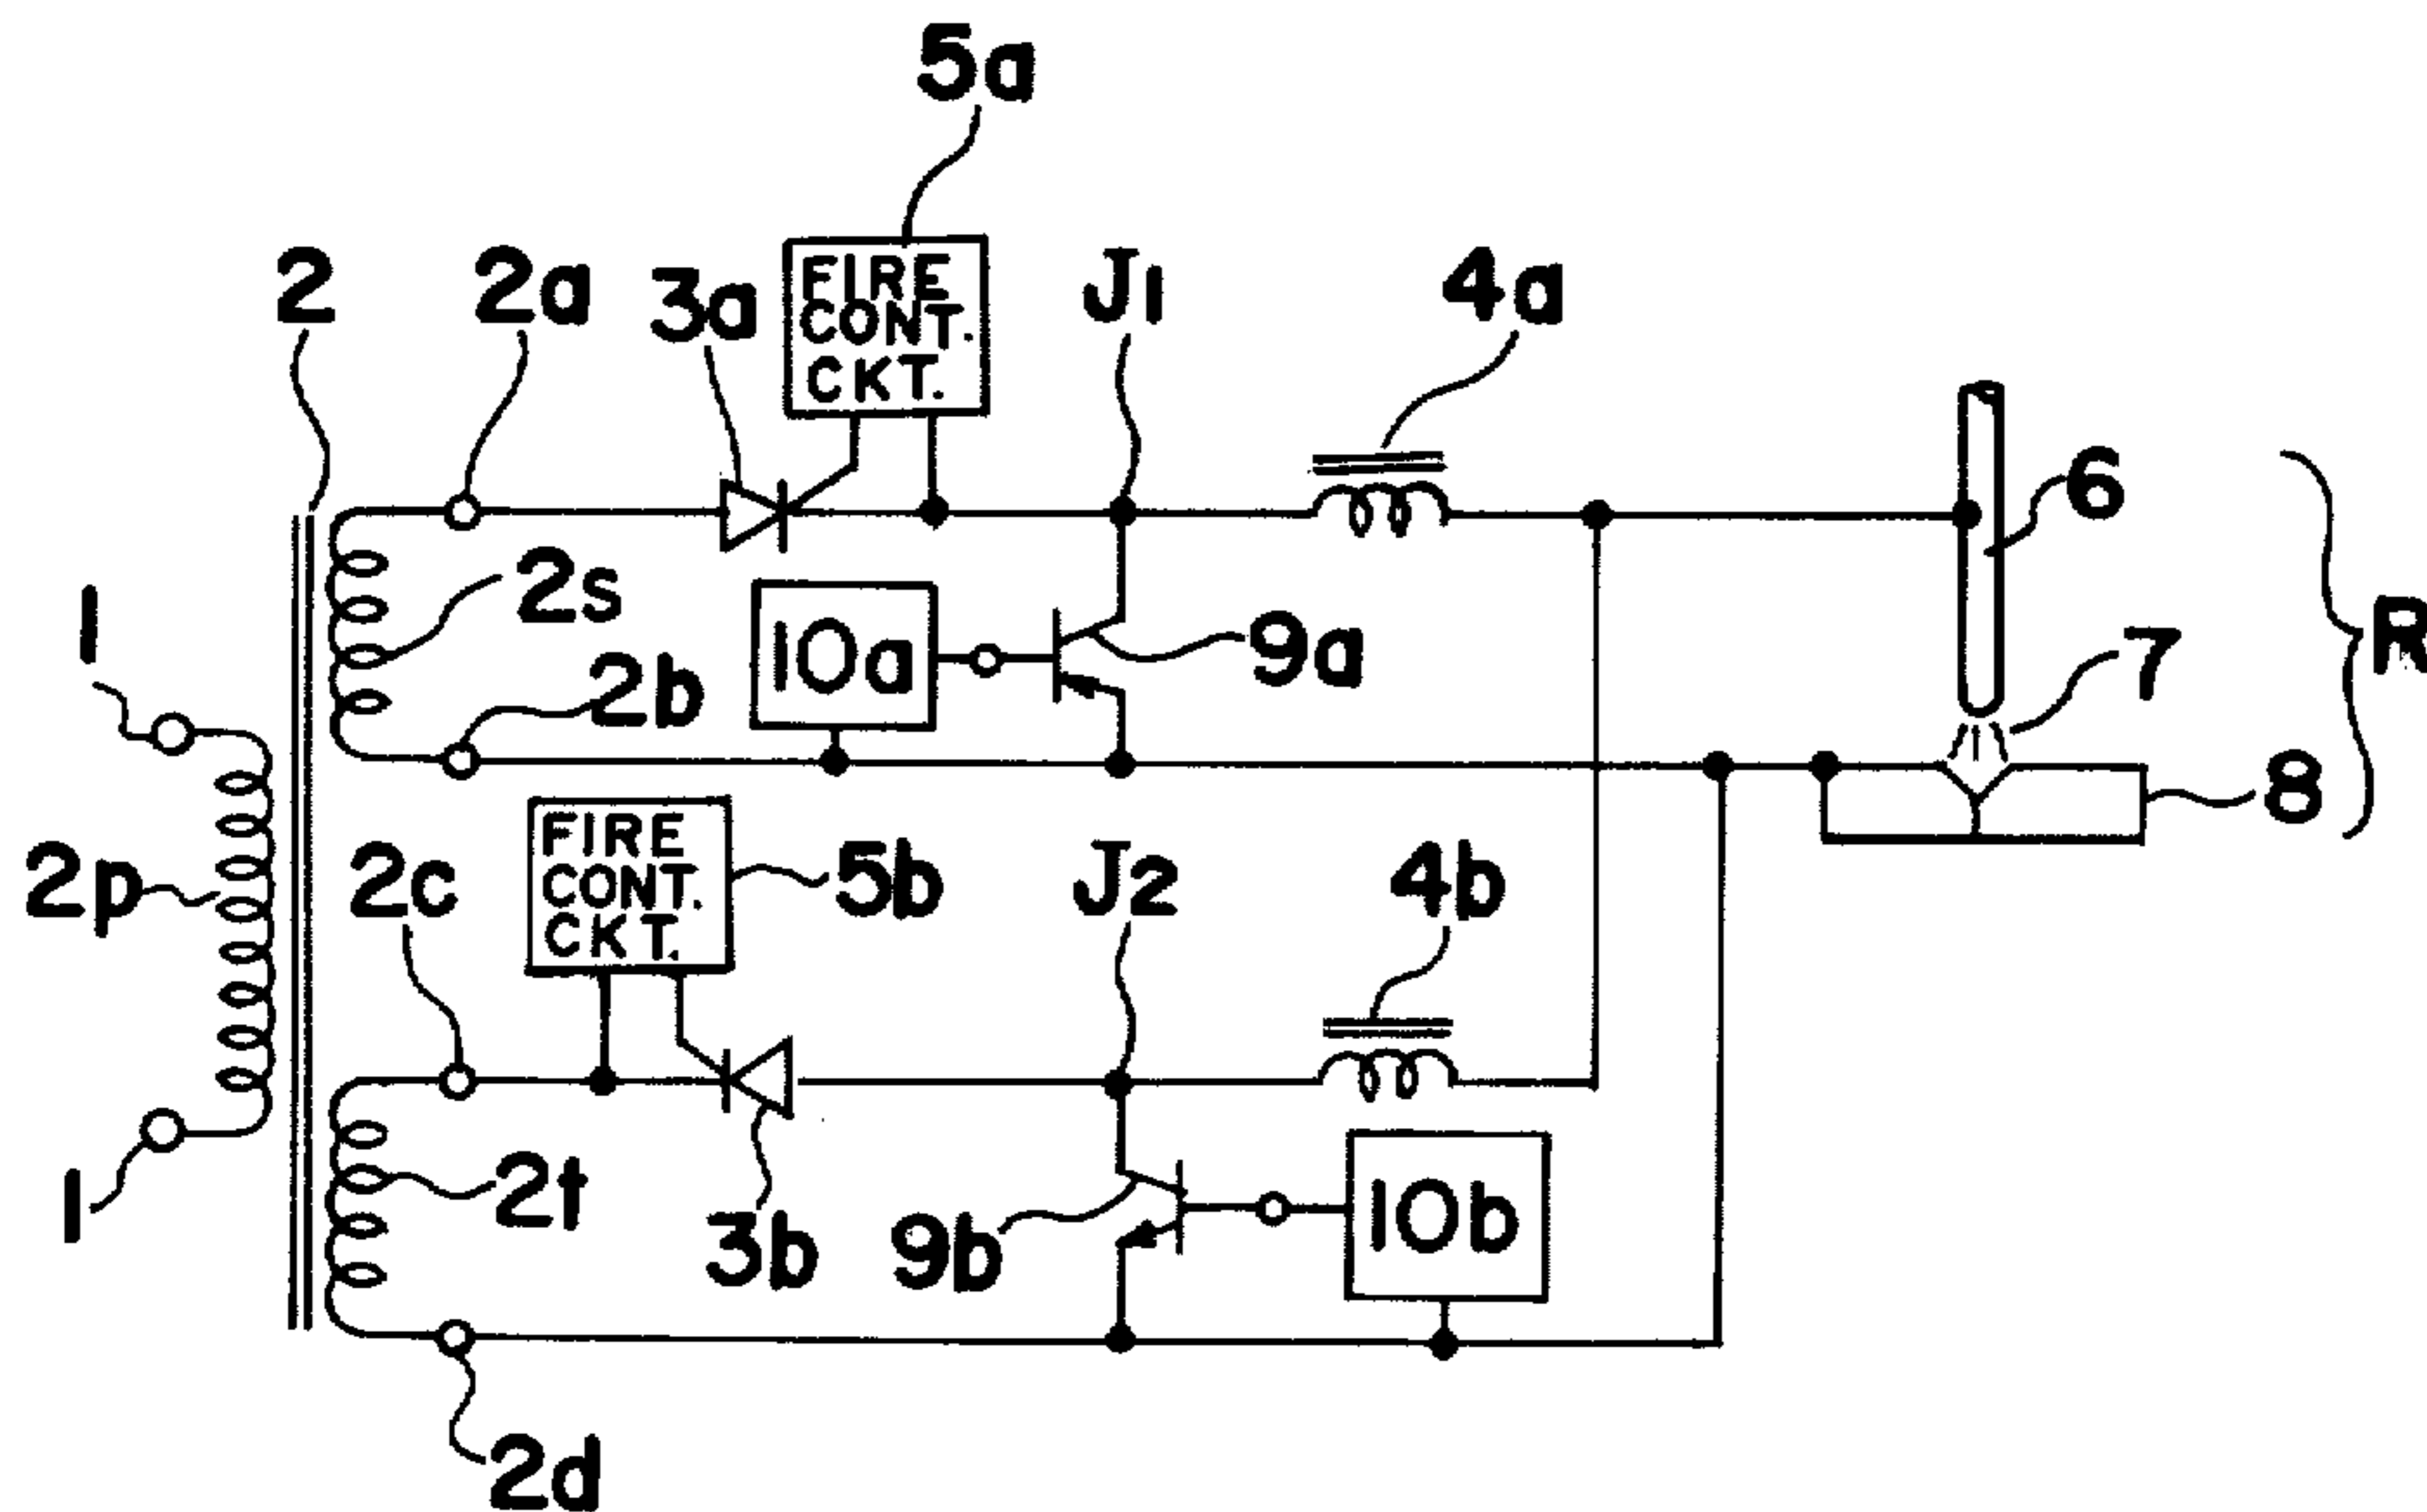 5a
2
2a
3a
FIRE
CONT.
CKT.
J1
4a
6
1
2s
2b
10a
9a
7
R
8
2p
2c
FIRE
CONT.
CKT.
5b
J2
4b
1
2t
3b
9b
10b
2d